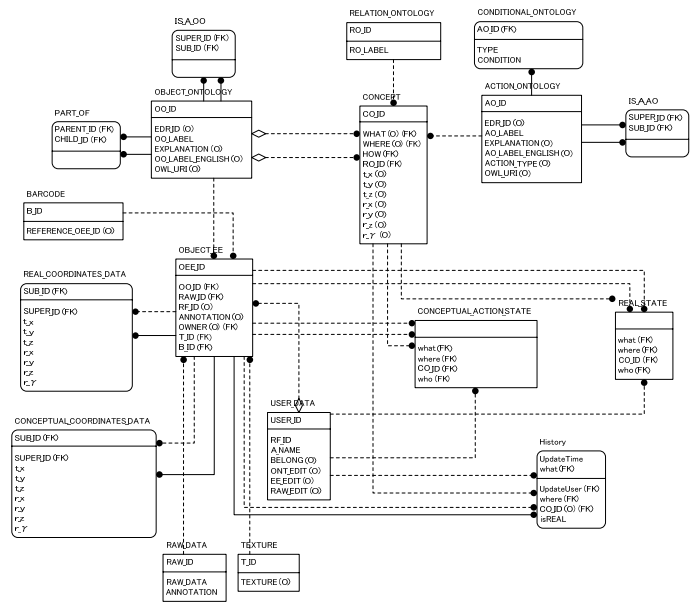 IS_A_OO
SUPER_ID (FK)
SUB_ID (FK)
RELATION_ONTOLOGY
RO_ID
RO_LABEL
CONDITIONAL_ONTOLOGY
AO_ID (FK)
TYPE
CONDITION
OBJECT_ONTOLOGY
OO_ID
EDR_ID (O)
OO_LABEL
EXPLANATION (O)
OO_LABEL_ENGLISH (O)
OWL_URI (O)
PART_OF
PARENT_ID (FK)
CHILD_ID (FK)
CONCEPT
CO_ID
WHAT (O) (FK)
WHERE (O) (FK)
HOW (FK)
RO_ID (FK)
t_x (O)
t_y (O)
t_z (O)
r_x (O)
r_y (O)
r_z (O)
r_γ (O)
ACTION_ONTOLOGY
AO_ID
EDR_ID (O)
AO_LABEL
EXPLANATION (O)
AO_LABEL_ENGLISH (O)
ACTION_TYPE (O)
OWL_URI (O)
IS_A_AO
SUPER_ID (FK)
SUB_ID (FK)
BARCODE
B_ID
REFERENCE_OEE_ID (O)
OBJECT_EE
OEE_ID
OO_ID (FK)
RAW_ID (FK)
RF_ID (O)
ANNOTATION (O)
OWNER (O) (FK)
T_ID (FK)
B_ID (FK)
REAL_COORDINATES_DATA
SUB_ID (FK)
SUPER_ID (FK)
t_x
t_y
t_z
r_x
r_y
r_z
r_γ
CONCEPTUAL_ACTION_STATE
what (FK)
where (FK)
CO_ID (FK)
who (FK)
REAL_STATE
what (FK)
where (FK)
CO_ID (FK)
who (FK)
CONCEPTUAL_COORDINATES_DATA
SUB_ID (FK)
SUPER_ID (FK)
t_x
t_y
t_z
r_x
r_y
r_z
r_γ
USER_DATA
USER_ID
RF_ID
A_NAME
BELONG (O)
ONT_EDIT (O)
EE_EDIT (O)
RAW_EDIT (O)
History
UpdateTime
what (FK)
UpdateUser (FK)
where (FK)
CO_ID (O) (FK)
isREAL
RAW_DATA
RAW_ID
RAW_DATA
ANNOTATION
TEXTURE
T_ID
TEXTURE (O)